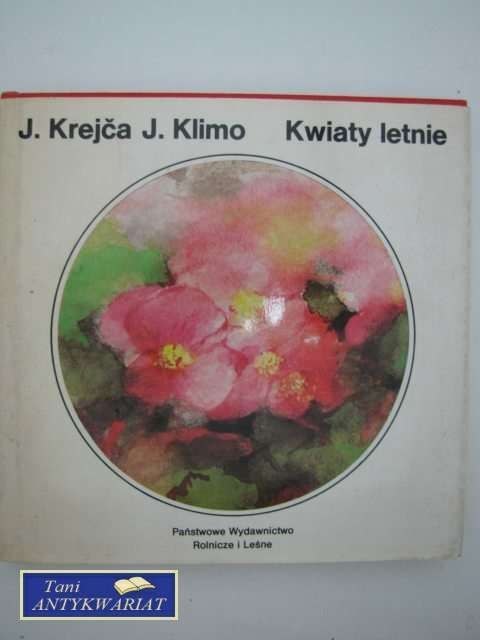 J. Krejča J. Klimo Kwiaty letnie
Państwowe Wydawnictwo
Rolnicze i Leśne
Tani
ANTYKWARIAT